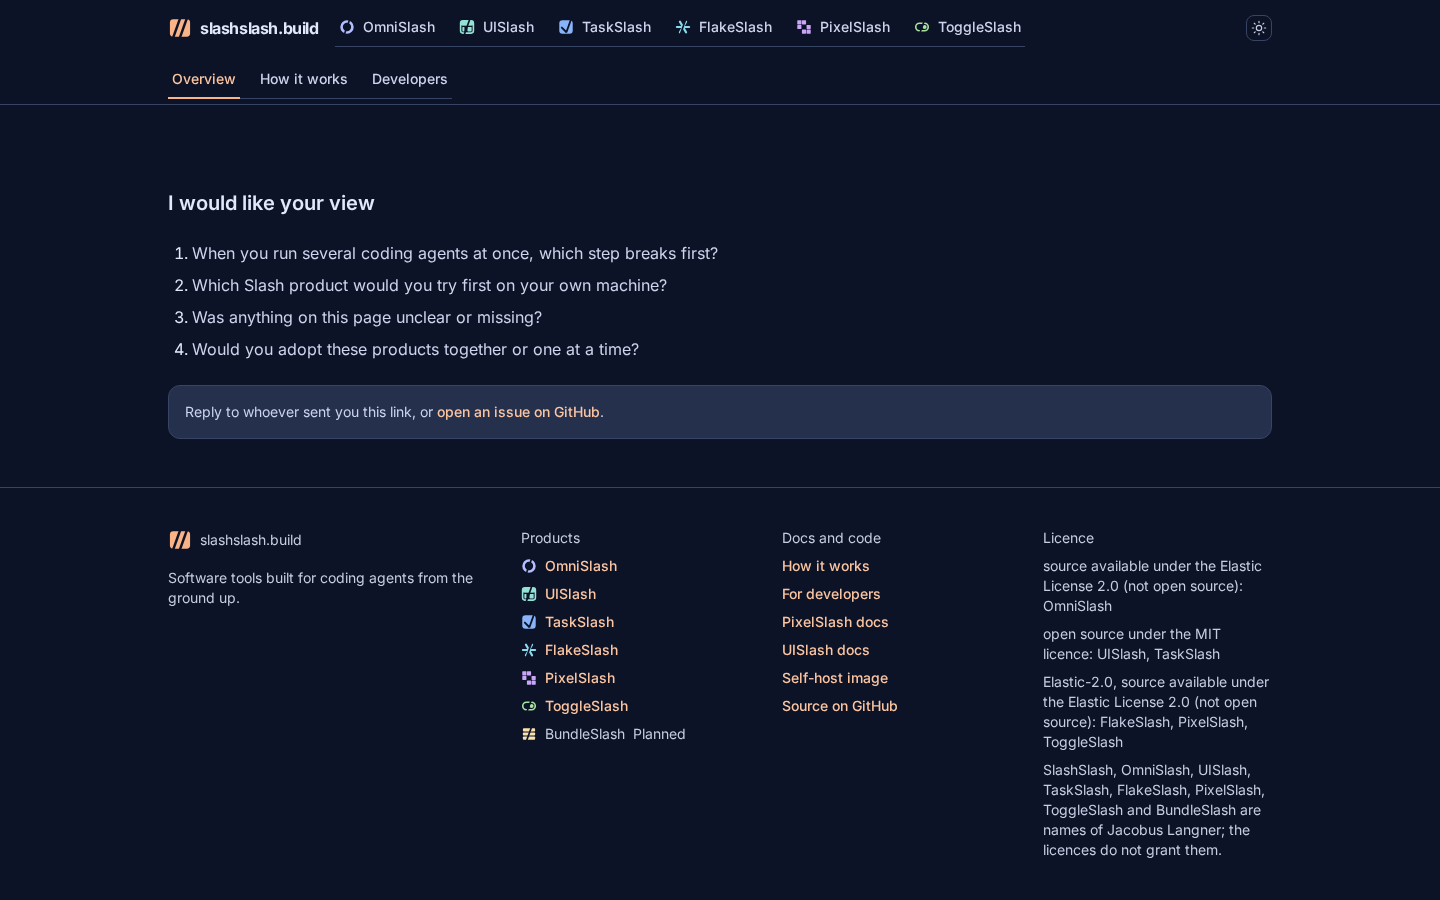 slashslash.build
OmniSlash
UISlash
TaskSlash
FlakeSlash
PixelSlash
ToggleSlash
Overview
How it works
Developers
I would like your view
1. When you run several coding agents at once, which step breaks first?
2. Which Slash product would you try first on your own machine?
3. Was anything on this page unclear or missing?
4. Would you adopt these products together or one at a time?
Reply to whoever sent you this link, or open an issue on GitHub.
slashslash.build
Software tools built for coding agents from the
ground up.
Products
OmniSlash
UISlash
TaskSlash
FlakeSlash
PixelSlash
ToggleSlash
BundleSlash Planned
Docs and code
How it works
For developers
PixelSlash docs
UISlash docs
Self-host image
Source on GitHub
Licence
source available under the Elastic
License 2.0 (not open source):
OmniSlash
open source under the MIT
licence: UISlash, TaskSlash
Elastic-2.0, source available under
the Elastic License 2.0 (not open
source): FlakeSlash, PixelSlash,
ToggleSlash
SlashSlash, OmniSlash, UISlash,
TaskSlash, FlakeSlash, PixelSlash,
ToggleSlash and BundleSlash are
names of Jacobus Langner; the
licences do not grant them.